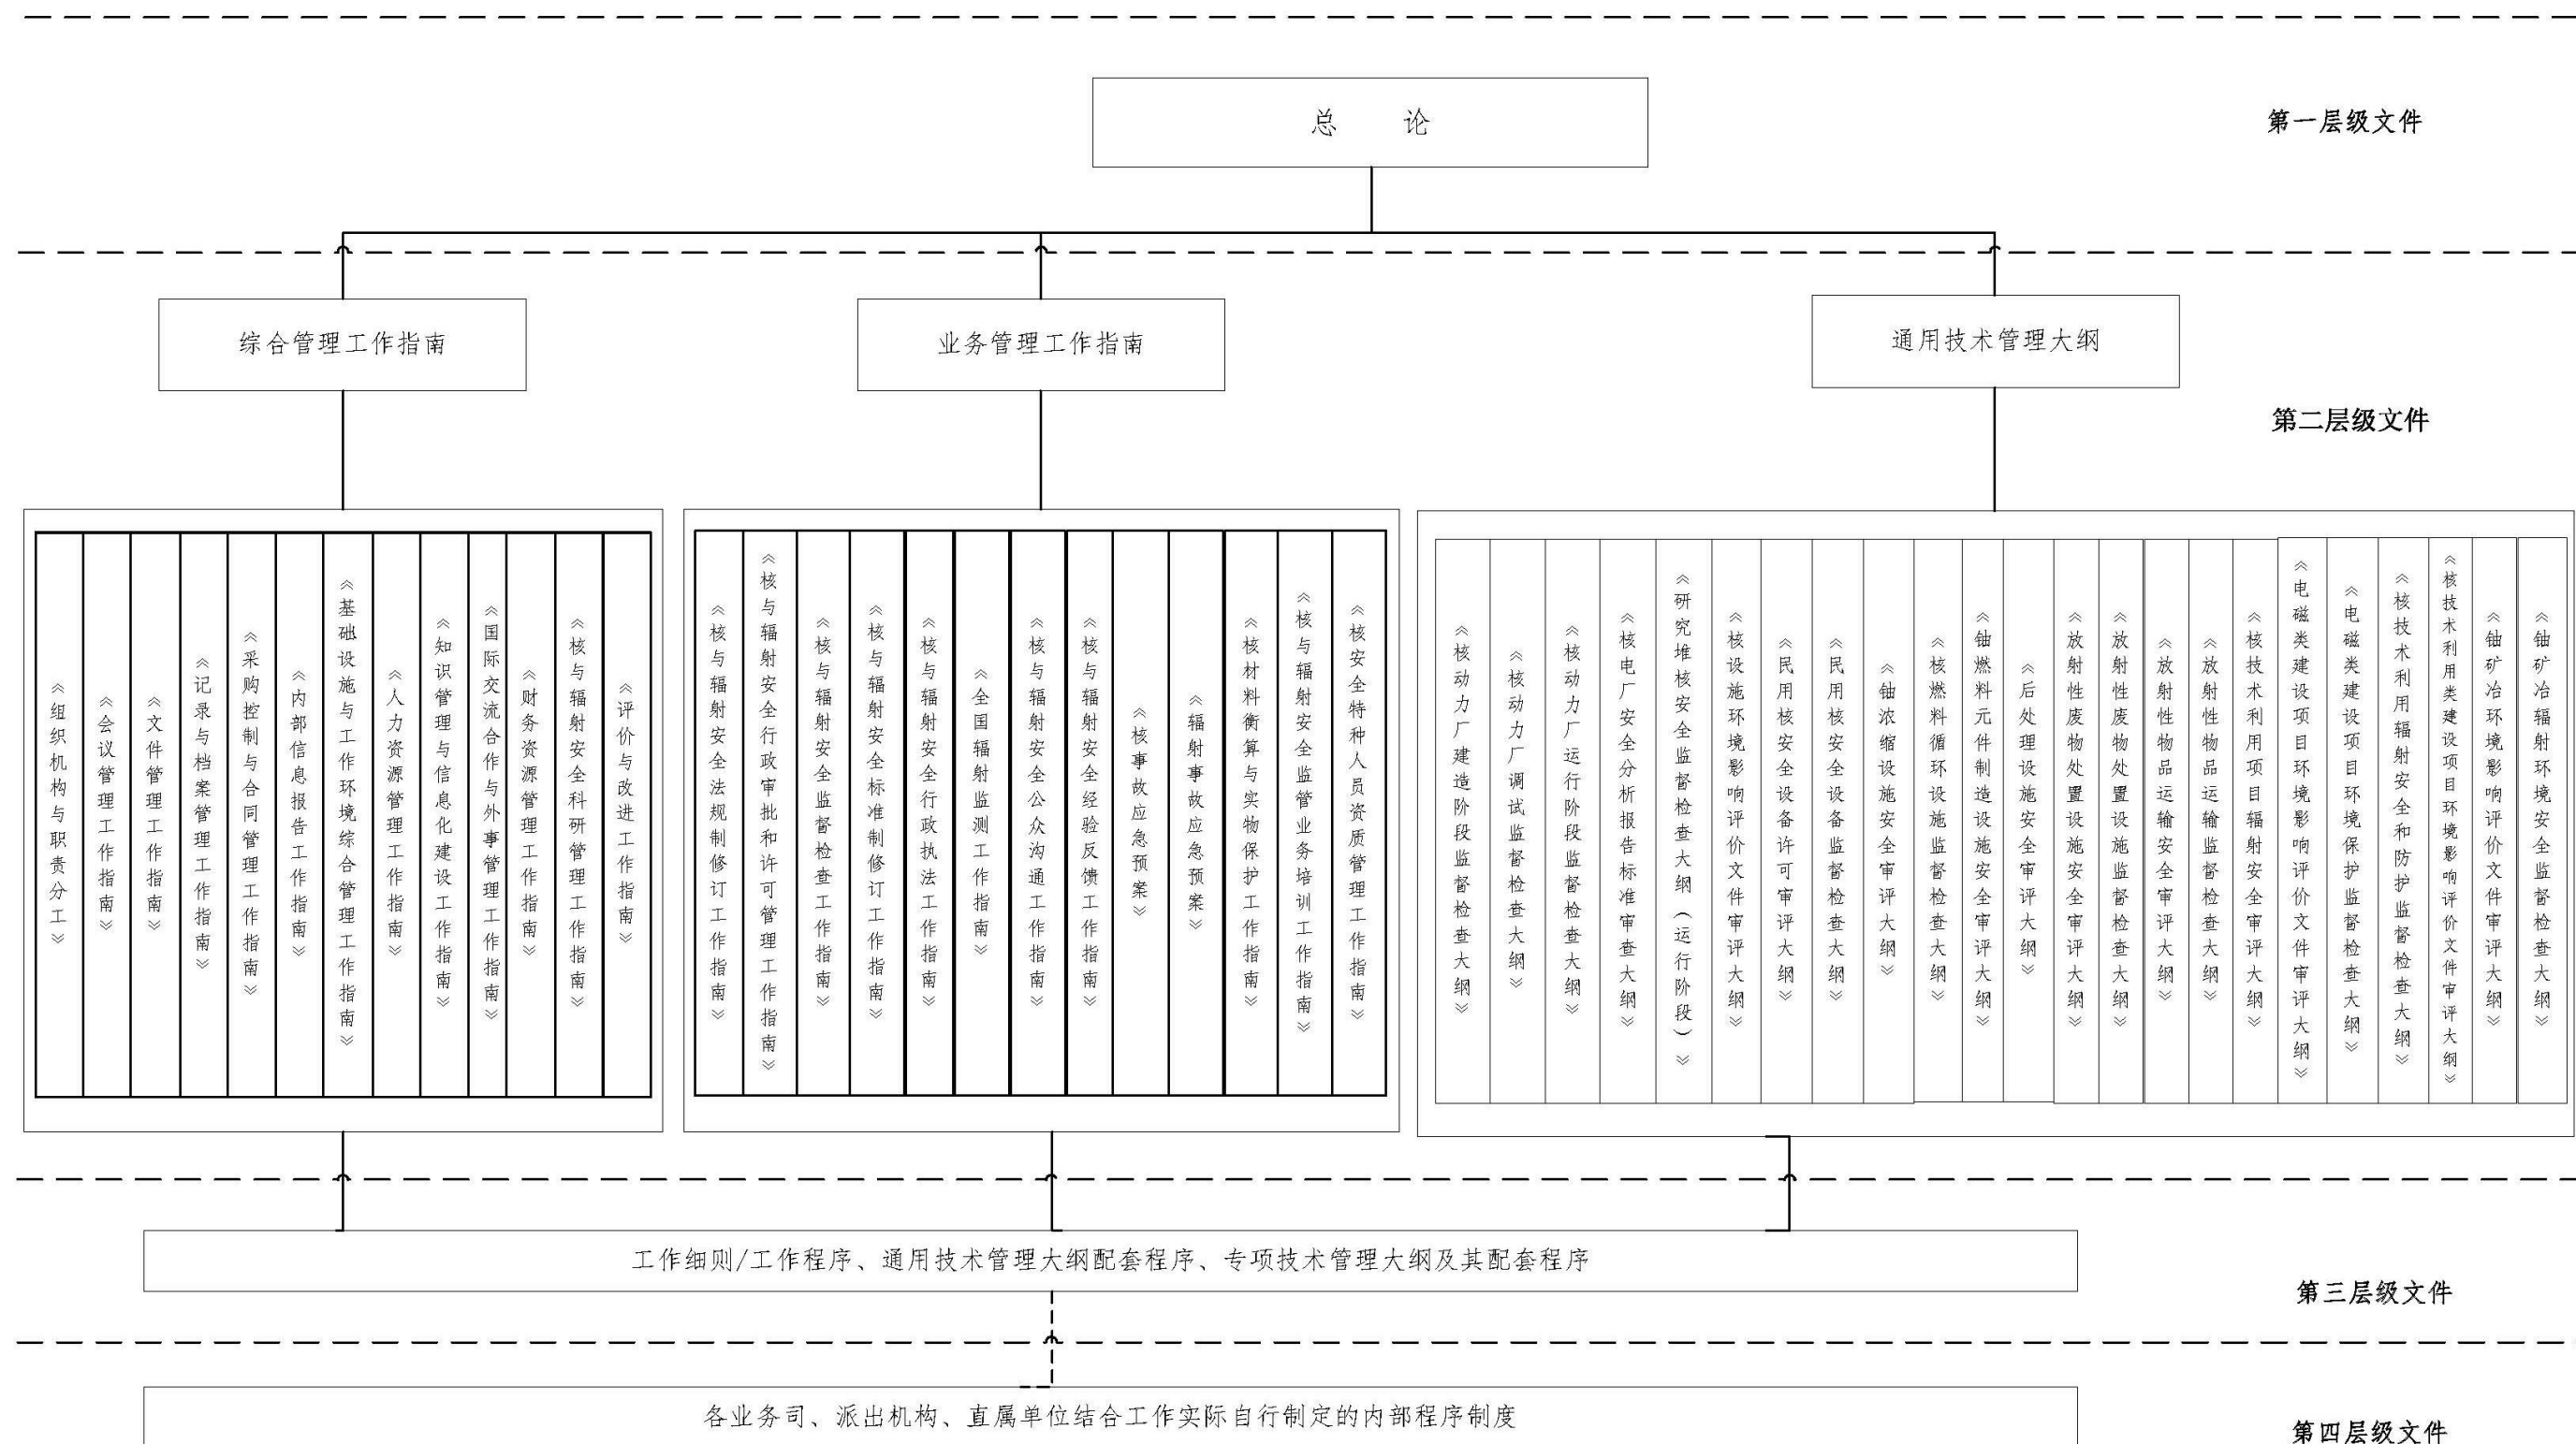 总 论
第一层级文件
综合管理工作指南
业务管理工作指南
通用技术管理大纲
第二层级文件
《组织机构与职责分工》
《会议管理工作指南》
《文件管理工作指南》
《记录与档案管理工作指南》
《采购控制与合同管理工作指南》
《内部信息报告工作指南》
《基础设施与工作环境综合管理工作指南》
《人力资源管理工作指南》
《知识管理与信息化建设工作指南》
《国际交流合作与外事管理工作指南》
《财务资源管理工作指南》
《核与辐射安全科研管理工作指南》
《评价与改进工作指南》
《核与辐射安全法规制修订工作指南》
《核与辐射安全行政审批和许可管理工作指南》
《核与辐射安全监督检查工作指南》
《核与辐射安全标准制修订工作指南》
《核与辐射安全行政执法工作指南》
《全国辐射监测工作指南》
《核与辐射安全公众沟通工作指南》
《核与辐射安全经验反馈工作指南》
《核事故应急预案》
《辐射事故应急预案》
《核材料衡算与实物保护工作指南》
《核与辐射安全监管业务培训工作指南》
《核安全特种人员资质管理工作指南》
《核动力厂建造阶段监督检查大纲》
《核动力厂调试监督检查大纲》
《核动力厂运行阶段监督检查大纲》
《核电厂安全分析报告标准审查大纲》
《研究堆核安全监督检查大纲（运行阶段）》
《核设施环境影响评价文件审评大纲》
《民用核安全设备许可审评大纲》
《民用核安全设备监督检查大纲》
《铀浓缩设施安全审评大纲》
《核燃料循环设施监督检查大纲》
《铀燃料元件制造设施安全审评大纲》
《后处理设施安全审评大纲》
《放射性废物处置设施安全审评大纲》
《放射性废物处置设施监督检查大纲》
《放射性物品运输安全审评大纲》
《放射性物品运输监督检查大纲》
《核技术利用项目辐射安全审评大纲》
《电磁类建设项目环境影响评价文件审评大纲》
《电磁类建设项目环境保护监督检查大纲》
《核技术利用辐射安全和防护监督检查大纲》
《核技术利用类建设项目环境影响评价文件审评大纲》
《铀矿冶环境影响评价文件审评大纲》
《铀矿冶辐射环境安全监督检查大纲》
工作细则/工作程序、通用技术管理大纲配套程序、专项技术管理大纲及其配套程序
第三层级文件
各业务司、派出机构、直属单位结合工作实际自行制定的内部程序制度
第四层级文件